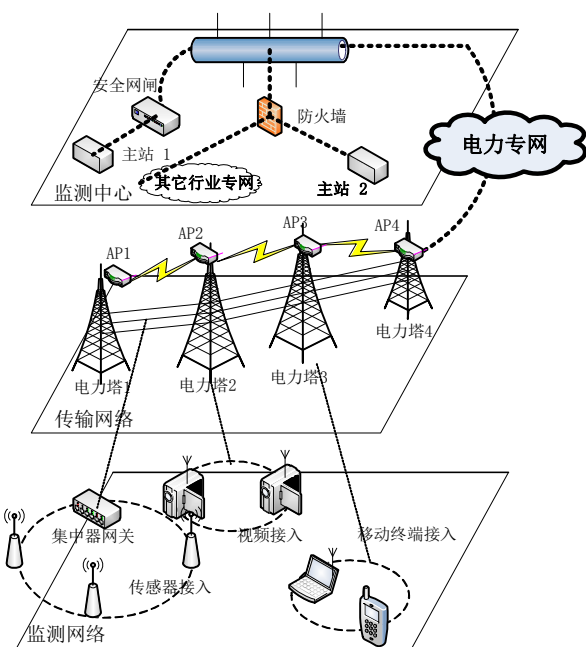 安全网闸
防火墙
电力专网
主站 1
其它行业专网
主站 2
监测中心
AP1
AP2
AP3
AP4
电力塔1
电力塔2
电力塔3
电力塔4
传输网络
集中器网关
视频接入
移动终端接入
传感器接入
监测网络